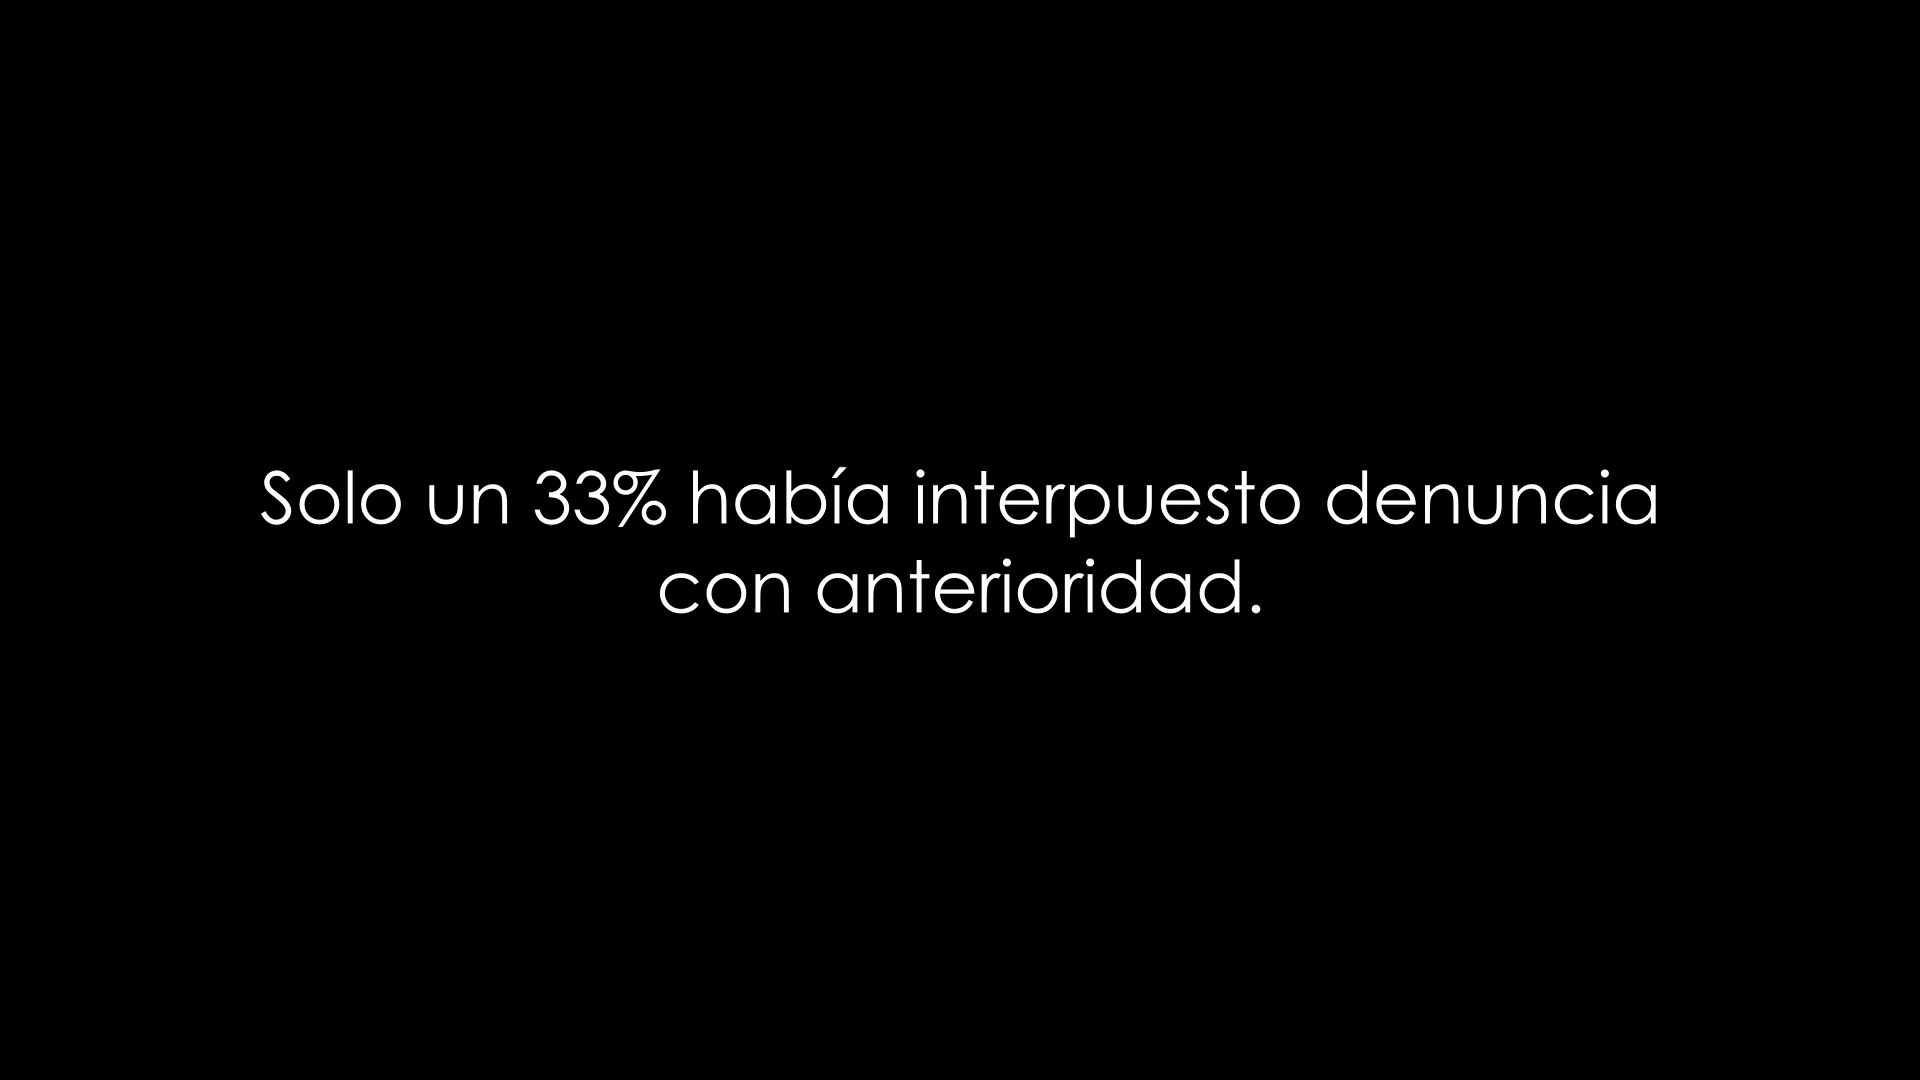 Solo un 33% había interpuesto denuncia
con anterioridad.